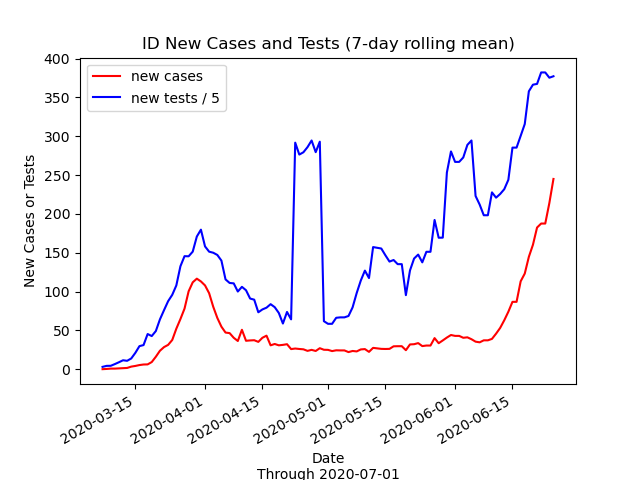 ID New Cases and Tests (7-day rolling mean)
new cases
new tests / 5
New Cases or Tests
400
350
300
250
200
150
100
50
0
2020-03-15
2020-04-01
2020-04-15
2020-05-01
2020-05-15
2020-06-01
2020-06-15
Date
Through 2020-07-01